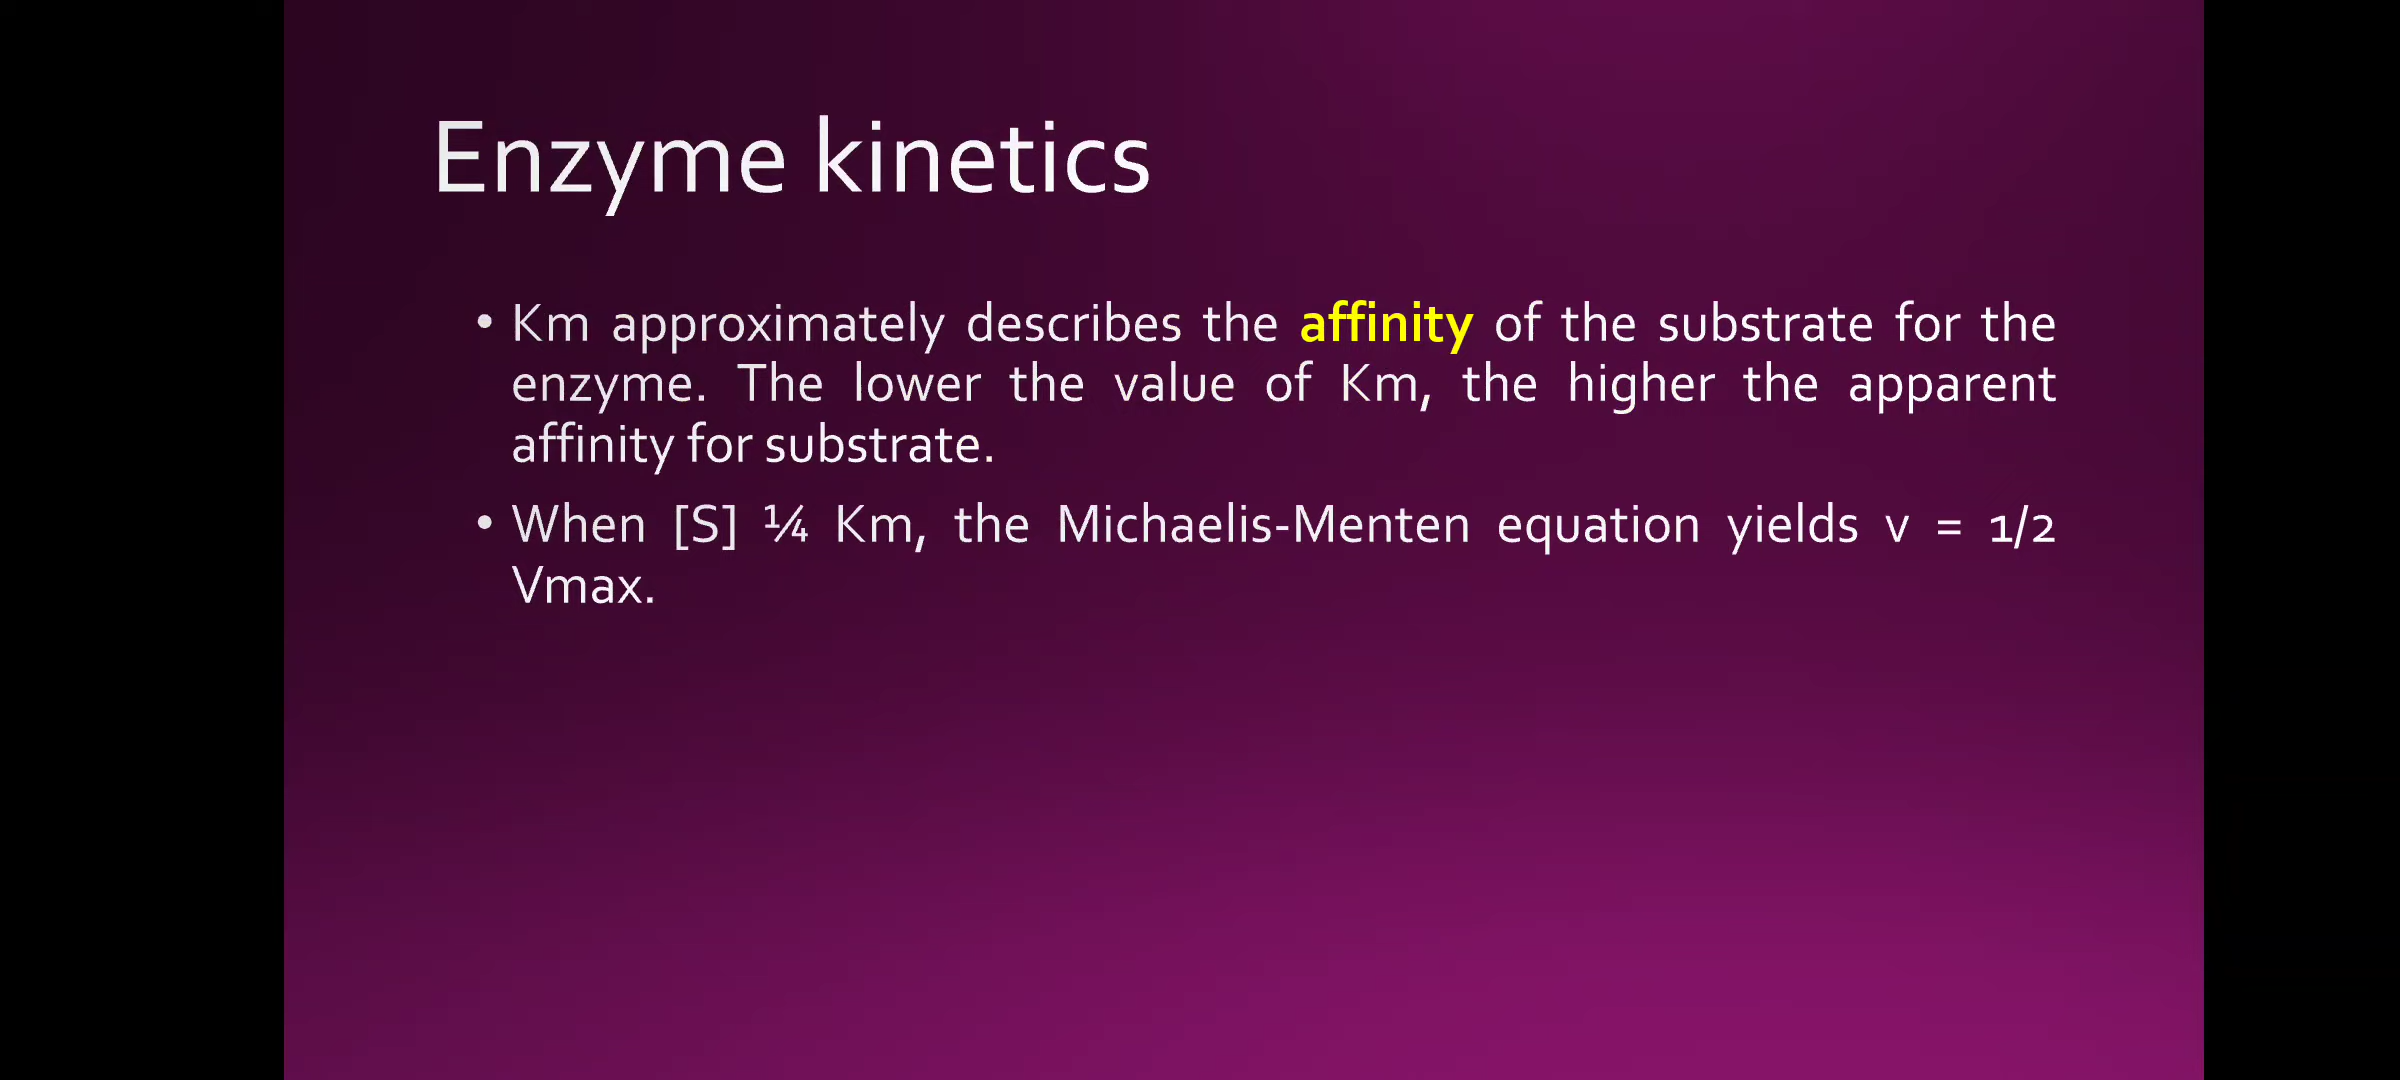 Enzyme kinetics
• Km approximately describes the affinity of the substrate for the
enzyme. The lower the value of Km, the higher the apparent
affinity for substrate.
• When [S] ¼ Km, the Michaelis-Menten equation yields v = 1/2
Vmax.